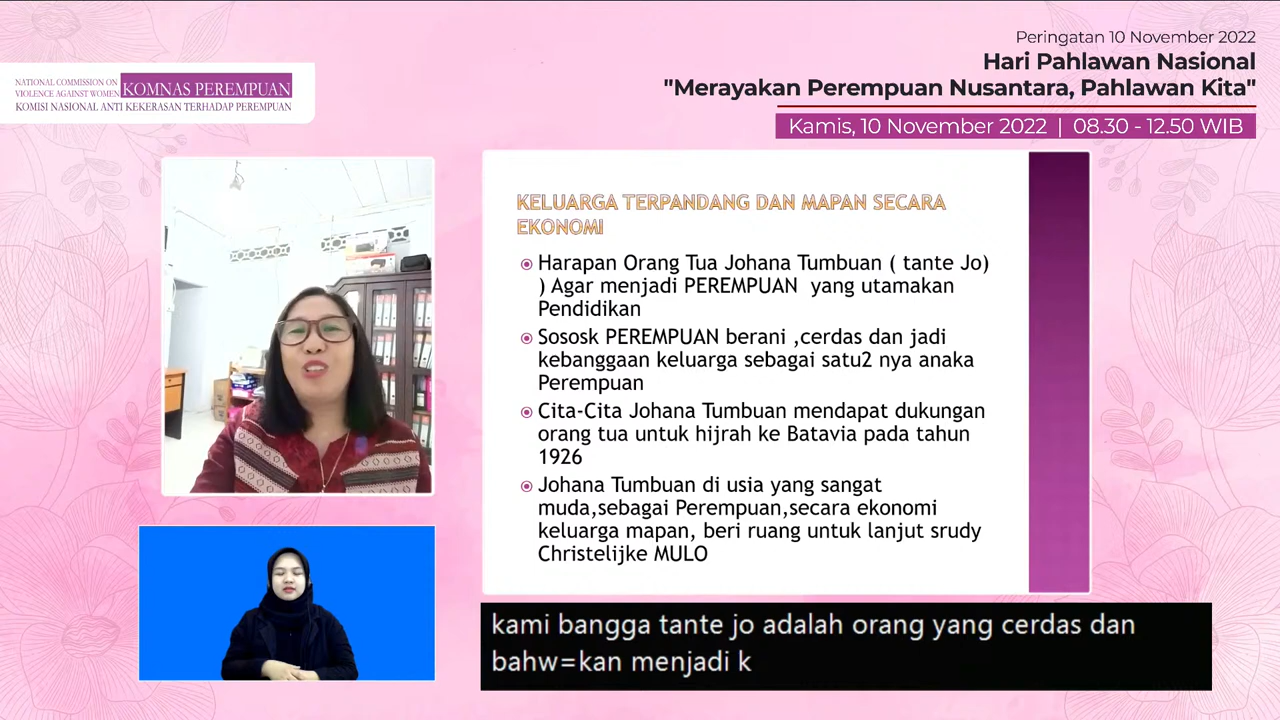 Peringatan 10 November 2022
Hari Pahlawan Nasional
"Merayakan Perempuan Nusantara, Pahlawan Kita"
Kamis, 10 November 2022 | 08.30 - 12.50 WIB
NATIONAL COMMISSION ON
VIOLENCE AGAINST WOMEN
KOMNAS PEREMPUAN
KOMISI NASIONAL ANTI KEKERASAN TERHADAP PEREMPUAN
KELUARGA TERPANDANG DAN MAPAN SECARA
EKONOMI
Harapan Orang Tua Johana Tumbuan ( tante Jo)
) Agar menjadi PEREMPUAN yang utamakan
Pendidikan
Sososk PEREMPUAN berani ,cerdas dan jadi
kebanggaan keluarga sebagai satu2 nya anaka
Perempuan
Cita-Cita Johana Tumbuan mendapat dukungan
orang tua untuk hijrah ke Batavia pada tahun
1926
Johana Tumbuan di usia yang sangat
muda,sebagai Perempuan,secara ekonomi
keluarga mapan, beri ruang untuk lanjut srudy
Christelijke MULO
kami bangga tante jo adalah orang yang cerdas dan
bahw=kan menjadi k